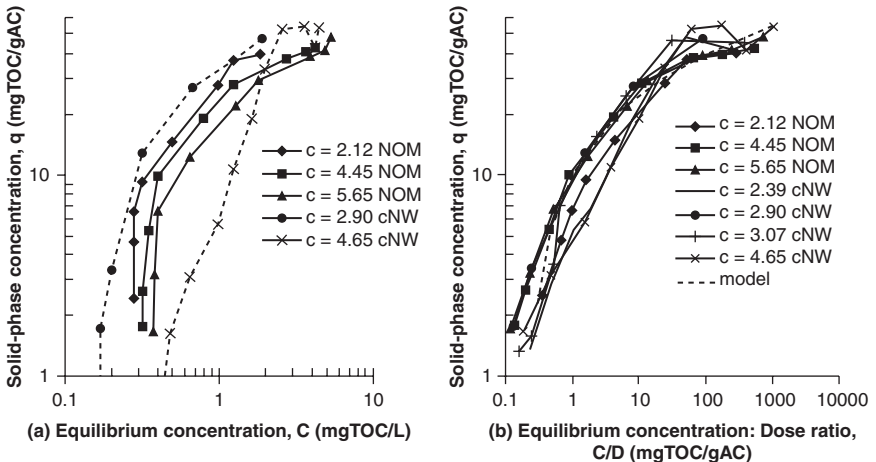 Solid-phase concentration, q (mgTOC/gAC)
10
1
0.1
1
10
c = 2.12 NOM
c = 4.45 NOM
c = 5.65 NOM
c = 2.90 cNW
c = 4.65 cNW
(a) Equilibrium concentration, C (mgTOC/L)
Solid-phase concentration, q (mgTOC/gAC)
10
1
0.1
1
10
100
1000
10000
c = 2.12 NOM
c = 4.45 NOM
c = 5.65 NOM
c = 2.39 cNW
c = 2.90 cNW
c = 3.07 cNW
c = 4.65 cNW
model
(b) Equilibrium concentration: Dose ratio,
C/D (mgTOC/gAC)